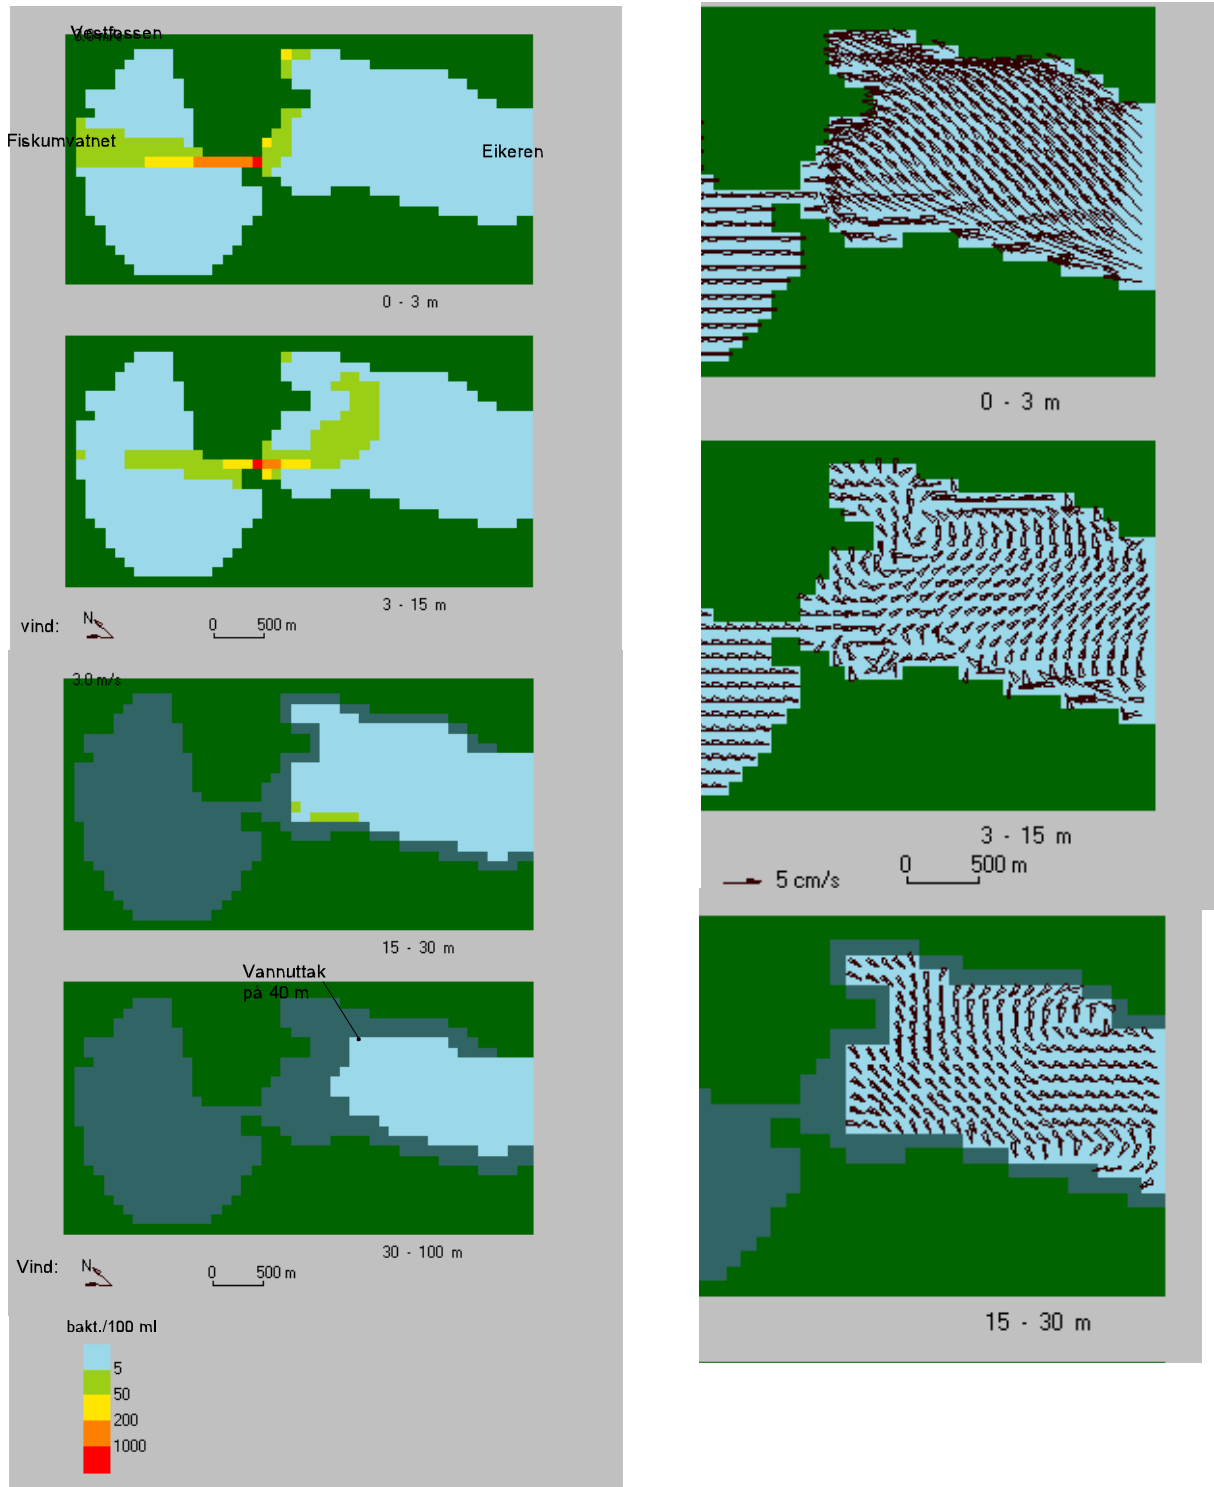 Vestfossen
Fiskumvatnet
Eikeren
0 - 3 m
3 - 15 m
vind:
N
0 500 m
3.0 m/s
15 - 30 m
Vannuttak
på 40 m
30 - 100 m
Vind:
N
0 500 m
bakt./100 ml
5
50
200
1000
0 - 3 m
3 - 15 m
0 500 m
5 cm/s
15 - 30 m